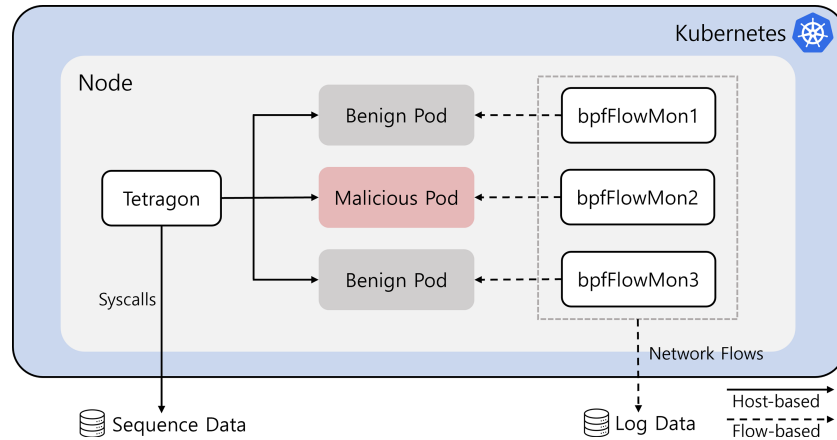 Kubernetes
Node
Benign Pod
bpfFlowMon1
Tetragon
Malicious Pod
bpfFlowMon2
Benign Pod
bpfFlowMon3
Syscalls
Network Flows
Sequence Data
Log Data
Host-based
Flow-based